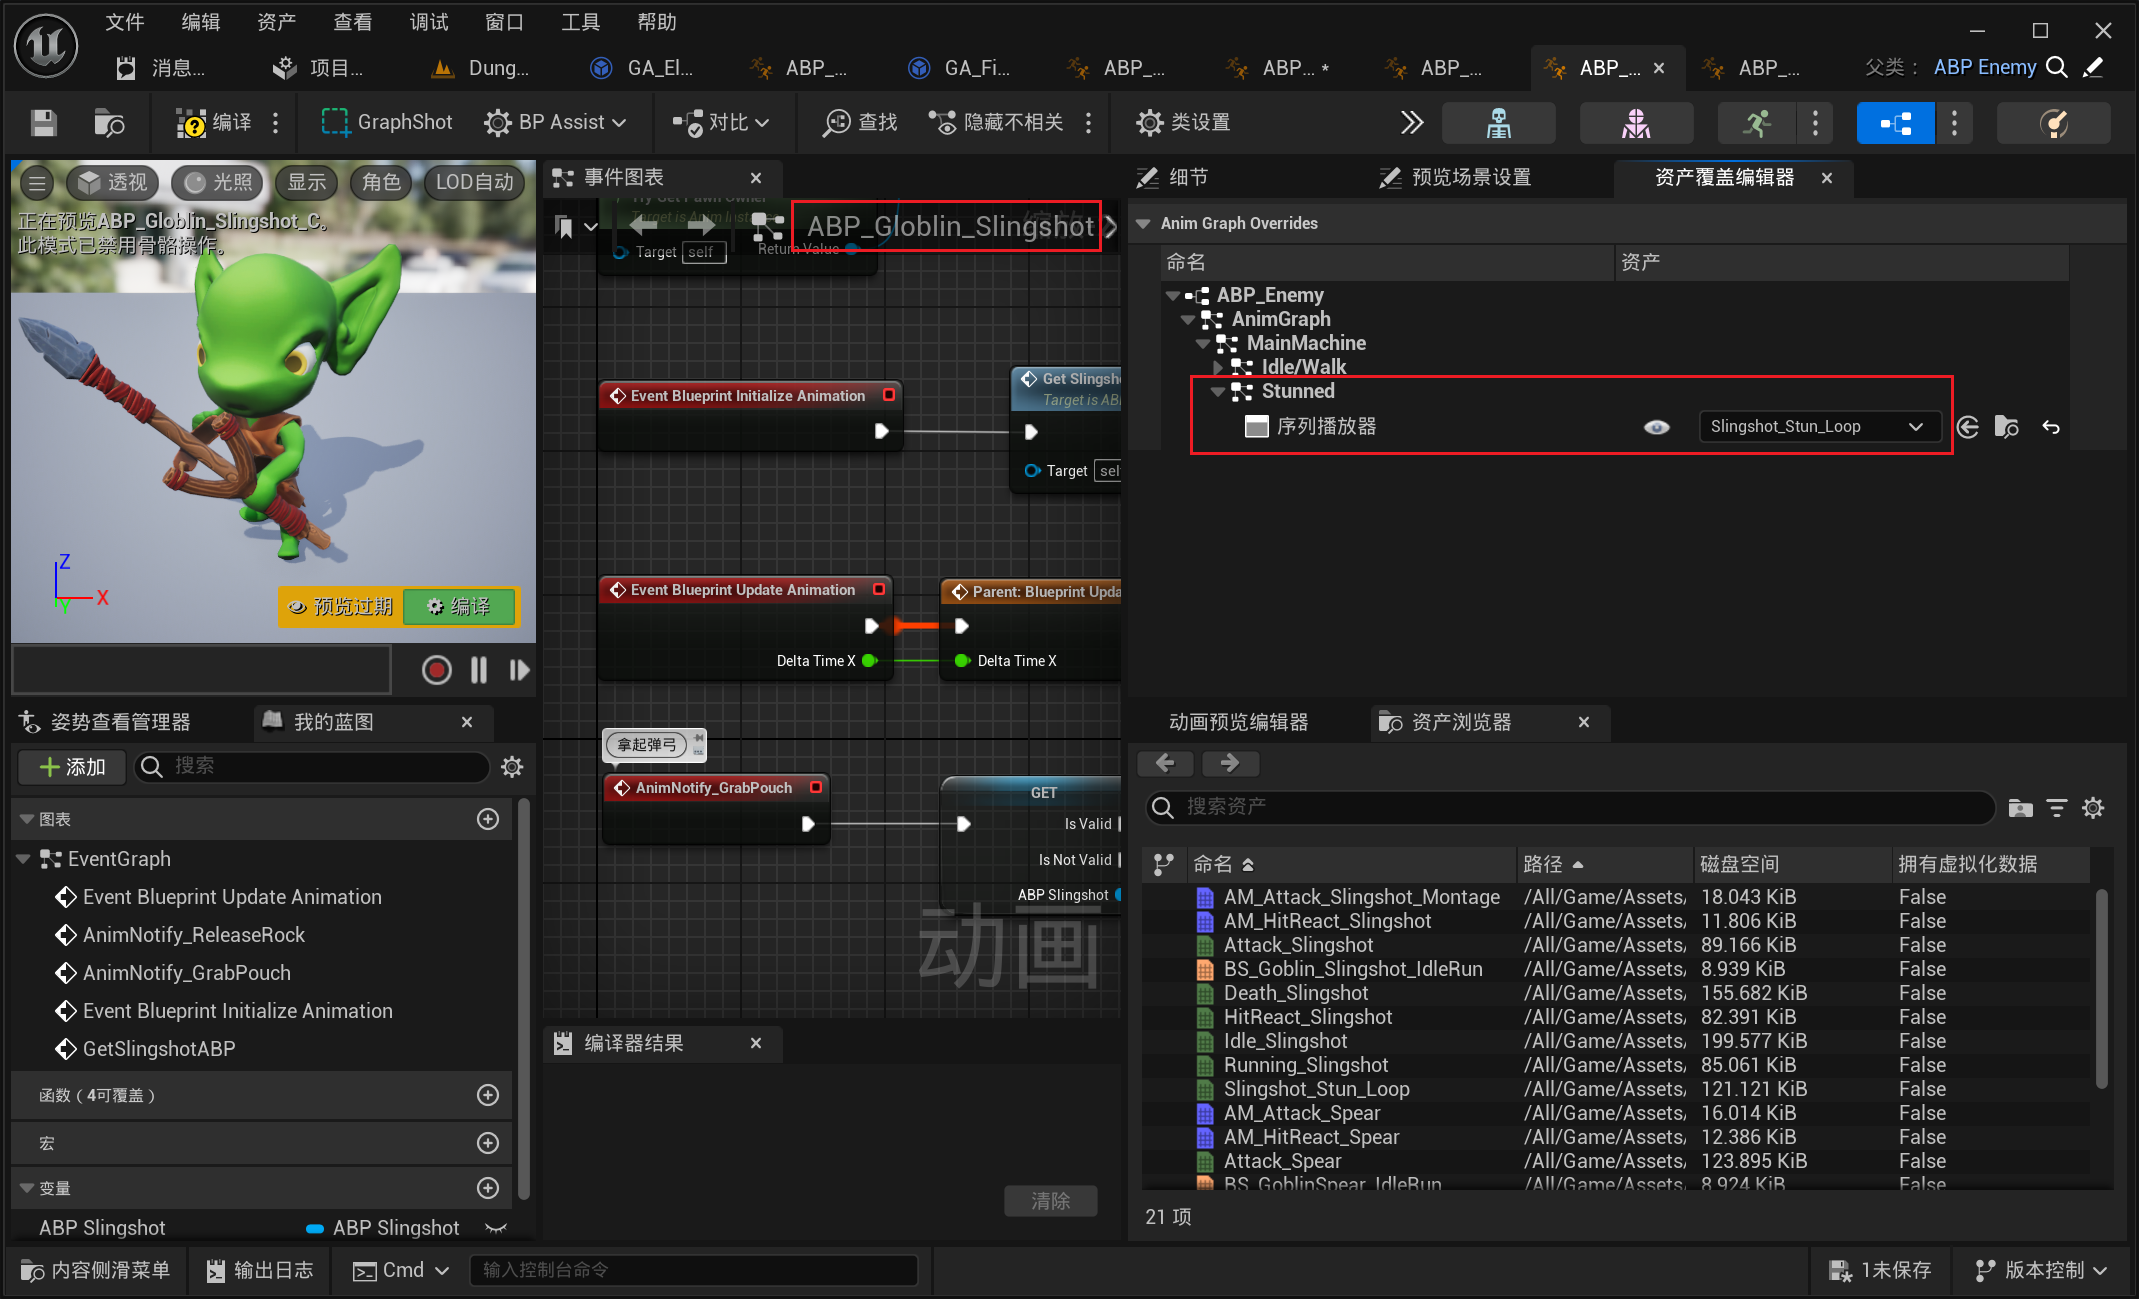 文件 编辑 资产 查看 调试 窗口 工具 帮助
消息... 项目... Dung... GA_El... ABP_... GA_Fi... ABP_... ABP... * ABP_... ABP_... ABP_... 父类： ABP Enemy
编译 GraphShot BP Assist 对比 查找 隐藏不相关 类设置
透视 光照 显示 角色 LOD自动
正在预览ABP_Globlin_Slingshot_C。
此模式已禁用骨骼操作。
Z
X
Y
预览过期 编译
姿势查看管理器 我的蓝图
添加 搜索
图表
EventGraph
Event Blueprint Update Animation
AnimNotify_ReleaseRock
AnimNotify_GrabPouch
Event Blueprint Initialize Animation
GetSlingshotABP
函数（4可覆盖）
宏
变量
ABP Slingshot ABP Slingshot
事件图表
Try Get Pawn Owner
Target is Anim Inst
ABP_Globlin_Slingshot
Target self Return Value
Event Blueprint Initialize Animation
Get Slingsh
Target is AB
Target sel
Event Blueprint Update Animation
Delta Time X
Parent: Blueprint Upda
Delta Time X
拿起弹弓
AnimNotify_GrabPouch
GET
Is Valid
Is Not Valid
ABP Slingshot
动画
编译器结果
清除
细节 预览场景设置 资产覆盖编辑器
Anim Graph Overrides
命名 资产
ABP_Enemy
AnimGraph
MainMachine
Idle/Walk
Stunned
序列播放器 Slingshot_Stun_Loop
动画预览编辑器 资产浏览器
搜索资产
命名 路径 磁盘空间 拥有虚拟化数据
AM_Attack_Slingshot_Montage /All/Game/Assets/ 18.043 KiB False
AM_HitReact_Slingshot /All/Game/Assets/ 11.806 KiB False
Attack_Slingshot /All/Game/Assets/ 89.166 KiB False
BS_Goblin_Slingshot_IdleRun /All/Game/Assets/ 8.939 KiB False
Death_Slingshot /All/Game/Assets/ 155.682 KiB False
HitReact_Slingshot /All/Game/Assets/ 82.391 KiB False
Idle_Slingshot /All/Game/Assets/ 199.577 KiB False
Running_Slingshot /All/Game/Assets/ 85.061 KiB False
Slingshot_Stun_Loop /All/Game/Assets/ 121.121 KiB False
AM_Attack_Spear /All/Game/Assets/ 16.014 KiB False
AM_HitReact_Spear /All/Game/Assets/ 12.386 KiB False
Attack_Spear /All/Game/Assets/ 123.895 KiB False
BS_GoblinSpear_IdleRun /All/Game/Assets/ 8.924 KiB False
21 项
内容侧滑菜单 输出日志 Cmd 输入控制台命令 1未保存 版本控制